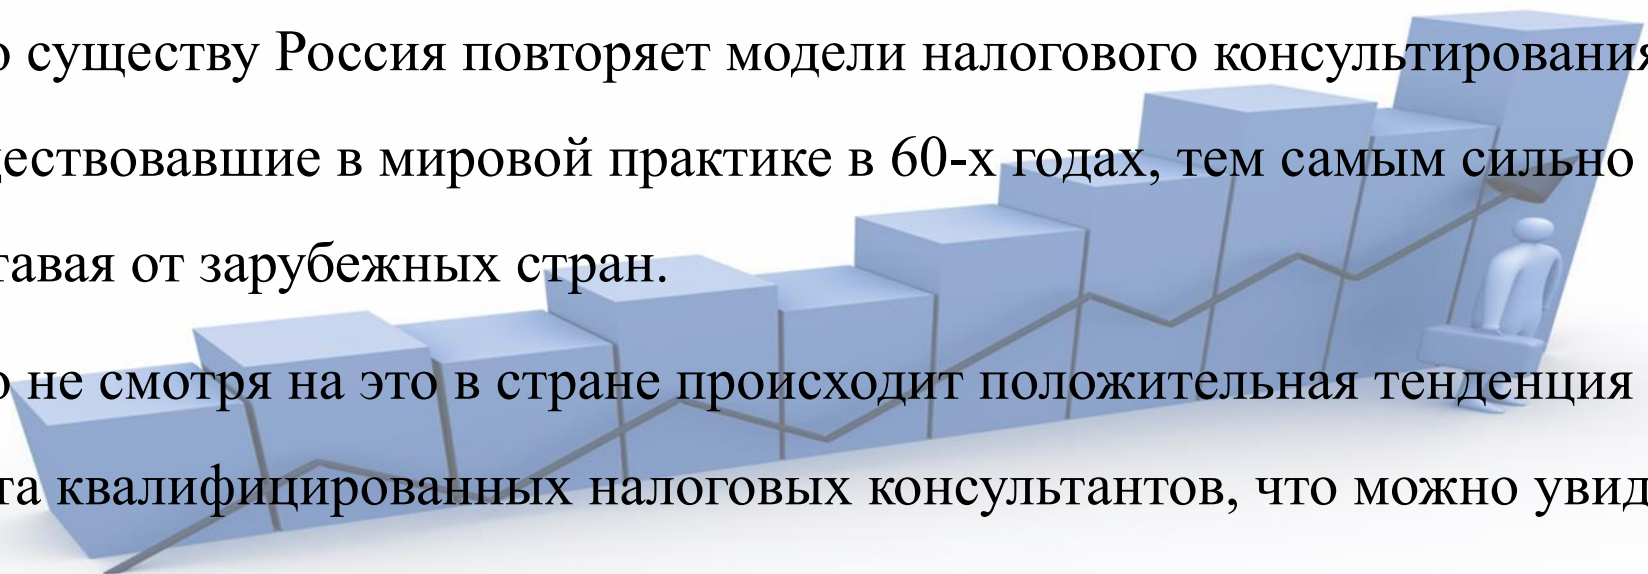 о существу Россия повторяет модели налогового консультирования
ествовавшие в мировой практике в 60-х годах, тем самым сильно
тавая от зарубежных стран.
о не смотря на это в стране происходит положительная тенденция
та квалифицированных налоговых консультантов, что можно увид